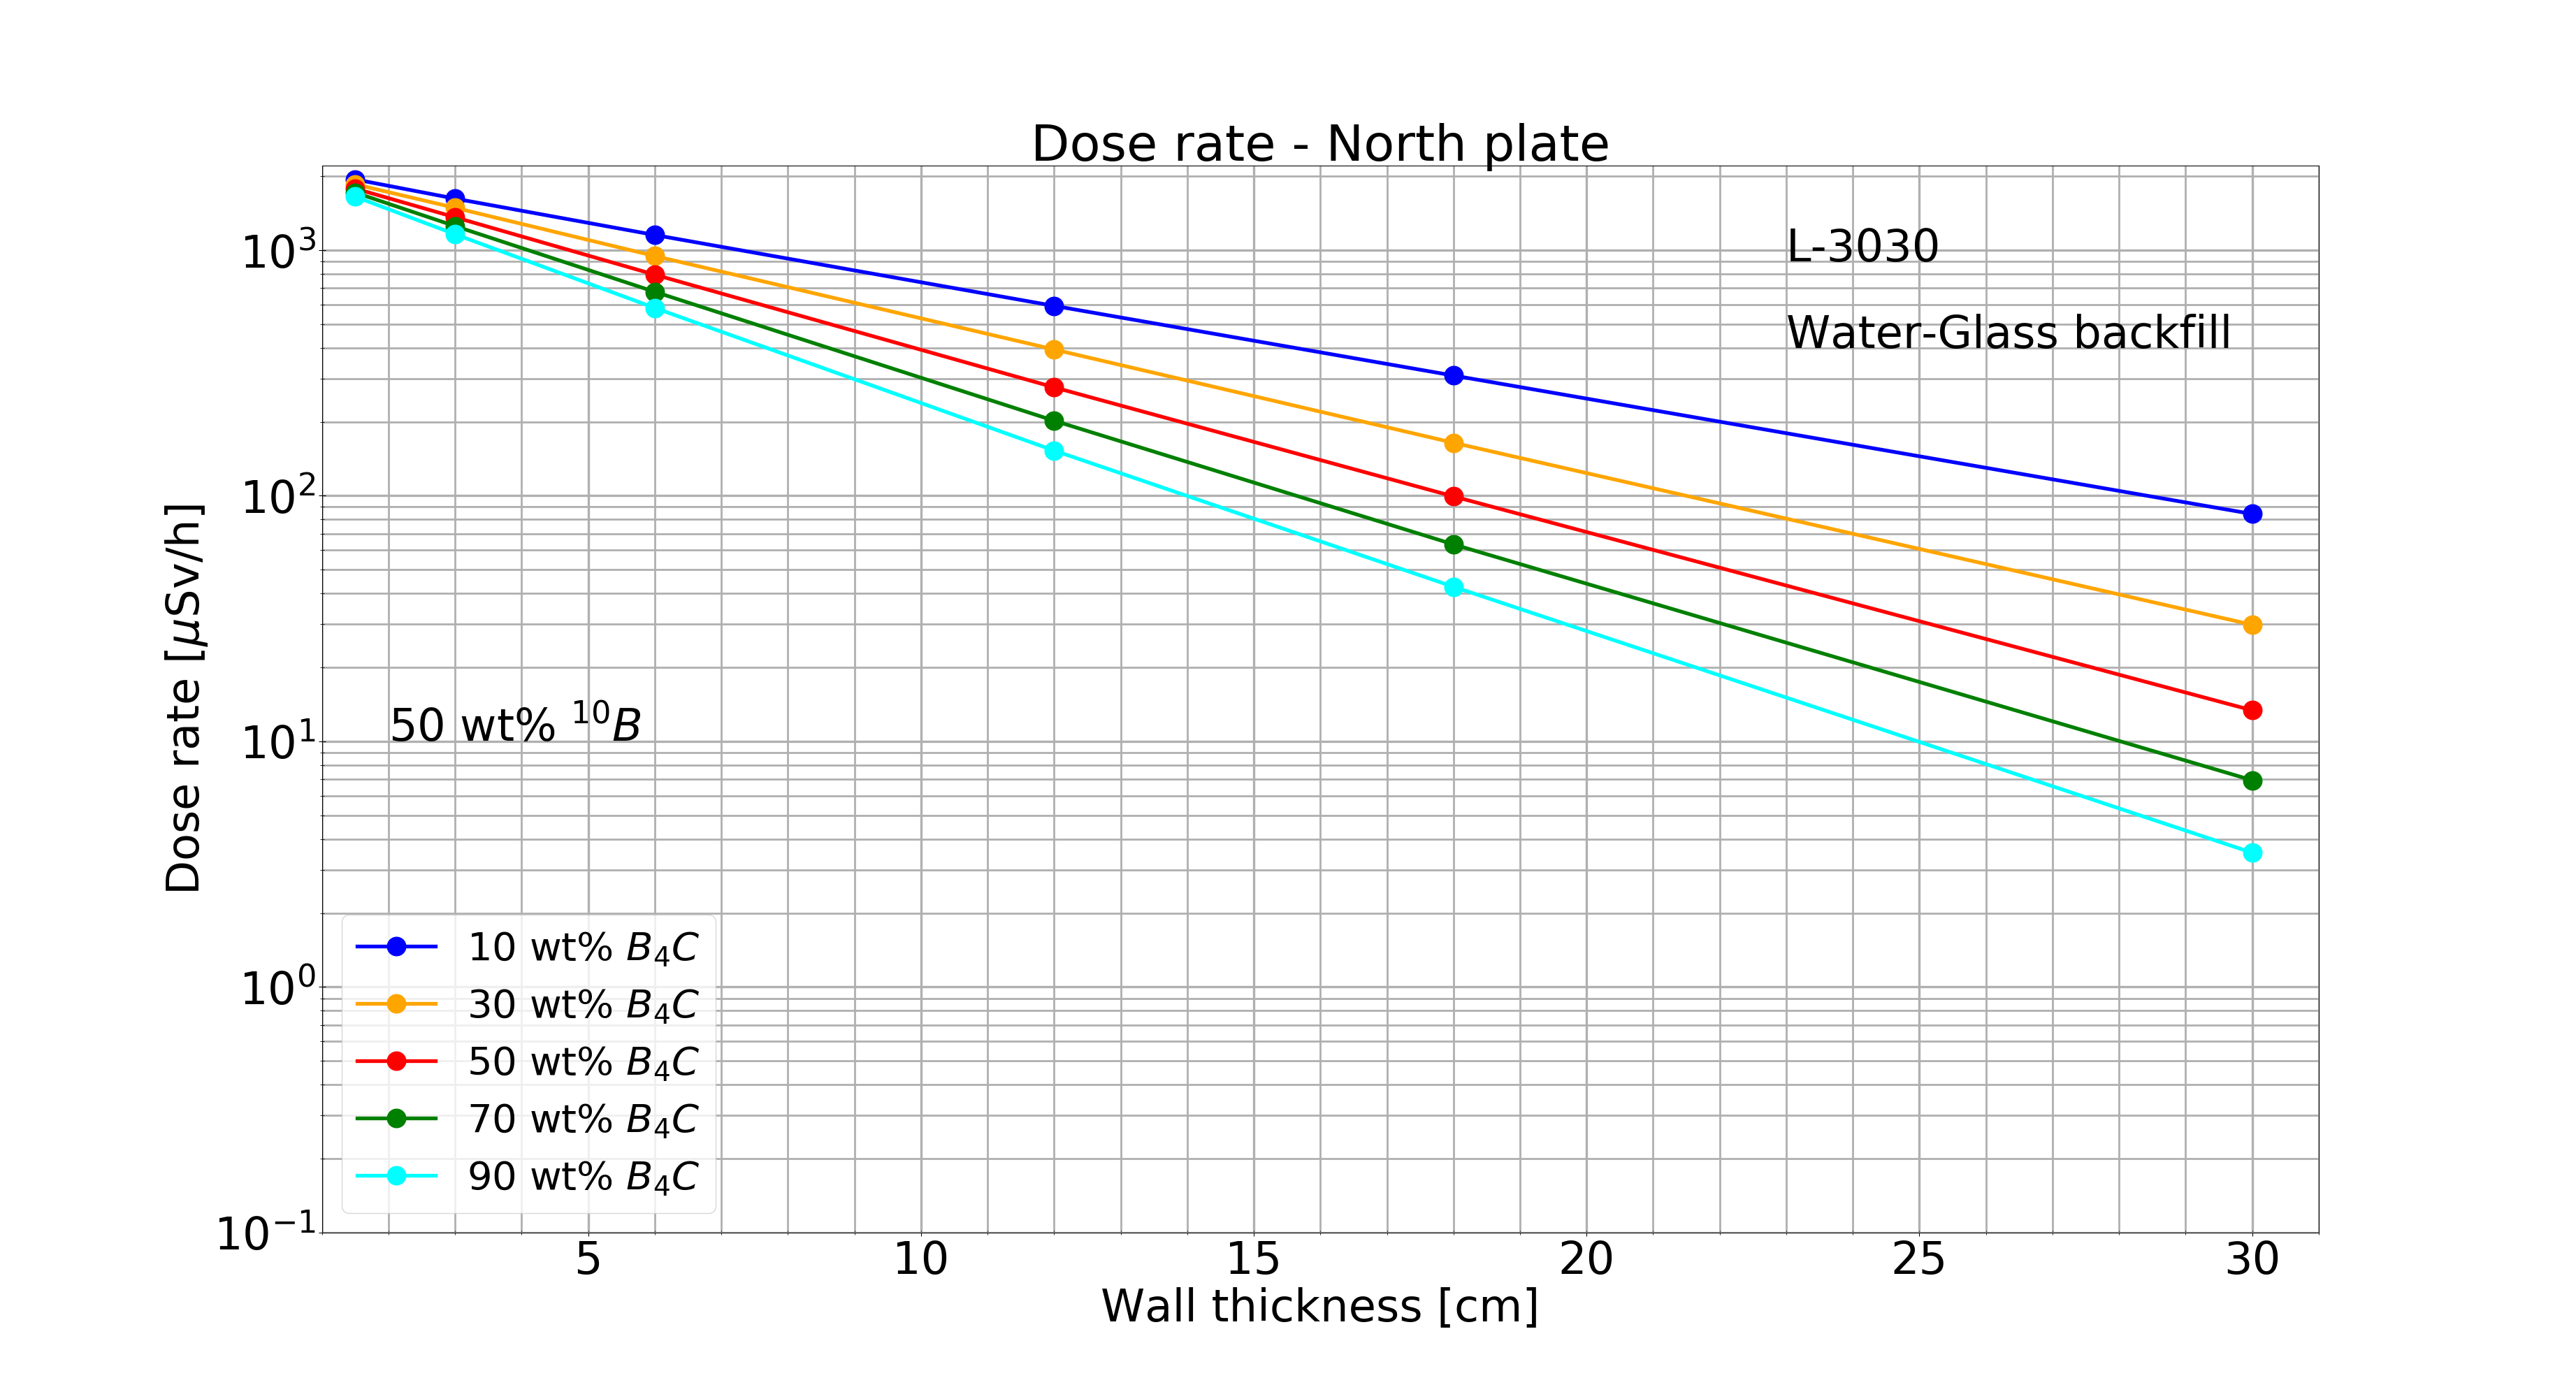 Dose rate - North plate
L-3030
Water-Glass backfill
50 wt% ¹⁰B
Dose rate [μSv/h]
10³
10²
10¹
10⁰
10⁻¹
10 wt% B₄C
30 wt% B₄C
50 wt% B₄C
70 wt% B₄C
90 wt% B₄C
5 10 15 20 25 30
Wall thickness [cm]